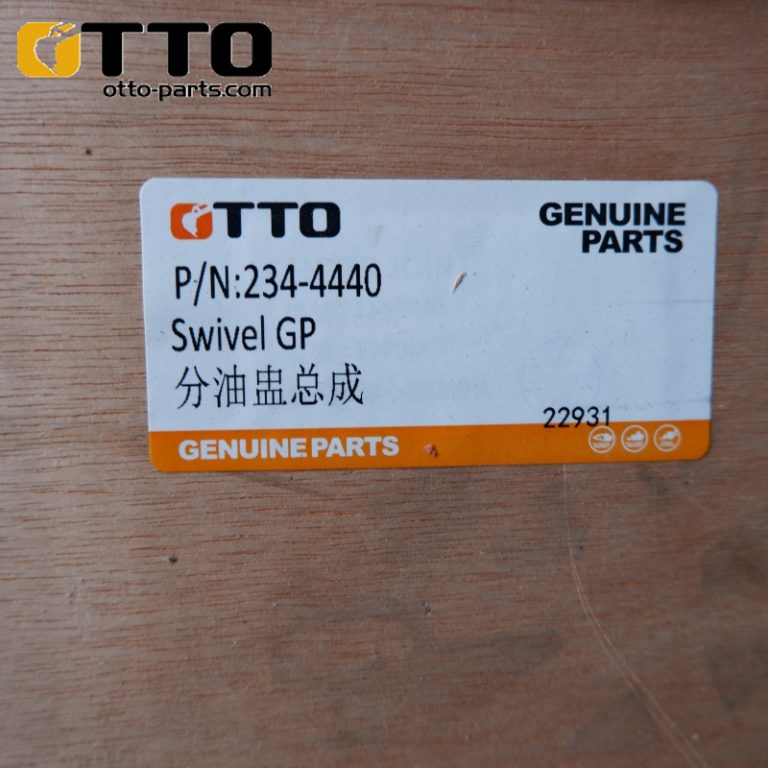 OTTO
otto-parts.com
OTTO
GENUINE
PARTS
P/N:234-4440
Swivel GP
分油盅总成
22931
GENUINE PARTS